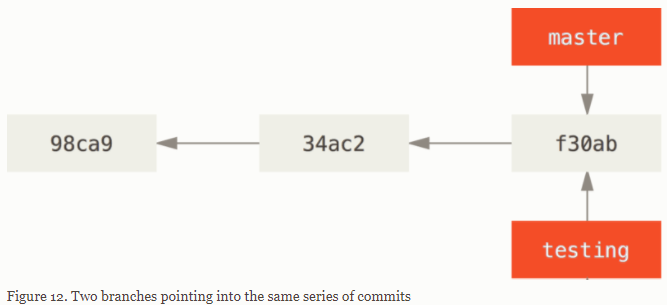 master
98ca9
34ac2
f30ab
testing
Figure 12. Two branches pointing into the same series of commits